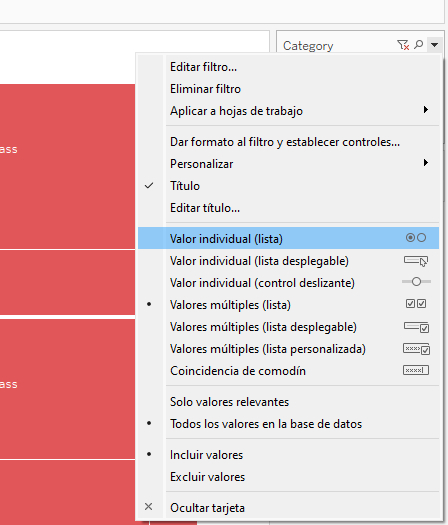 Category
Editar filtro...
Eliminar filtro
Aplicar a hojas de trabajo
ass
Dar formato al filtro y establecer controles...
Personalizar
Título
Editar título...
Valor individual (lista)
Valor individual (lista desplegable)
Valor individual (control deslizante)
Valores múltiples (lista)
Valores múltiples (lista desplegable)
Valores múltiples (lista personalizada)
Coincidencia de comodín
ass
Solo valores relevantes
Todos los valores en la base de datos
Incluir valores
Excluir valores
Ocultar tarjeta